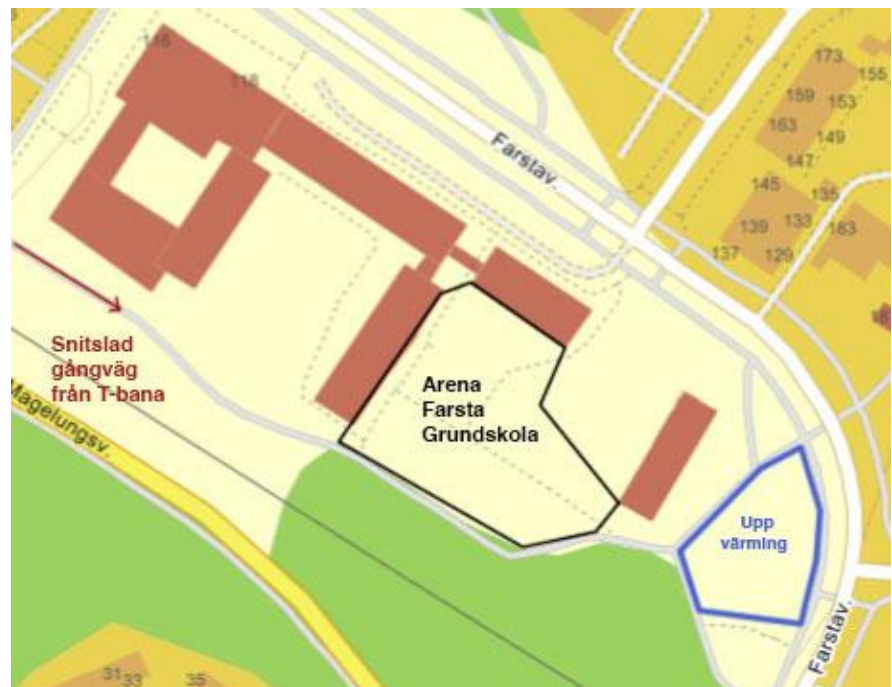 116
118
173
155
159
153
163
149
147
Farstav.
145
135
139
133
183
137
129
Snitslad
gångväg
från T-bana
Arena
Farsta
Grundskola
Magelungsv.
Upp
värming
Farstav.
31
33
35